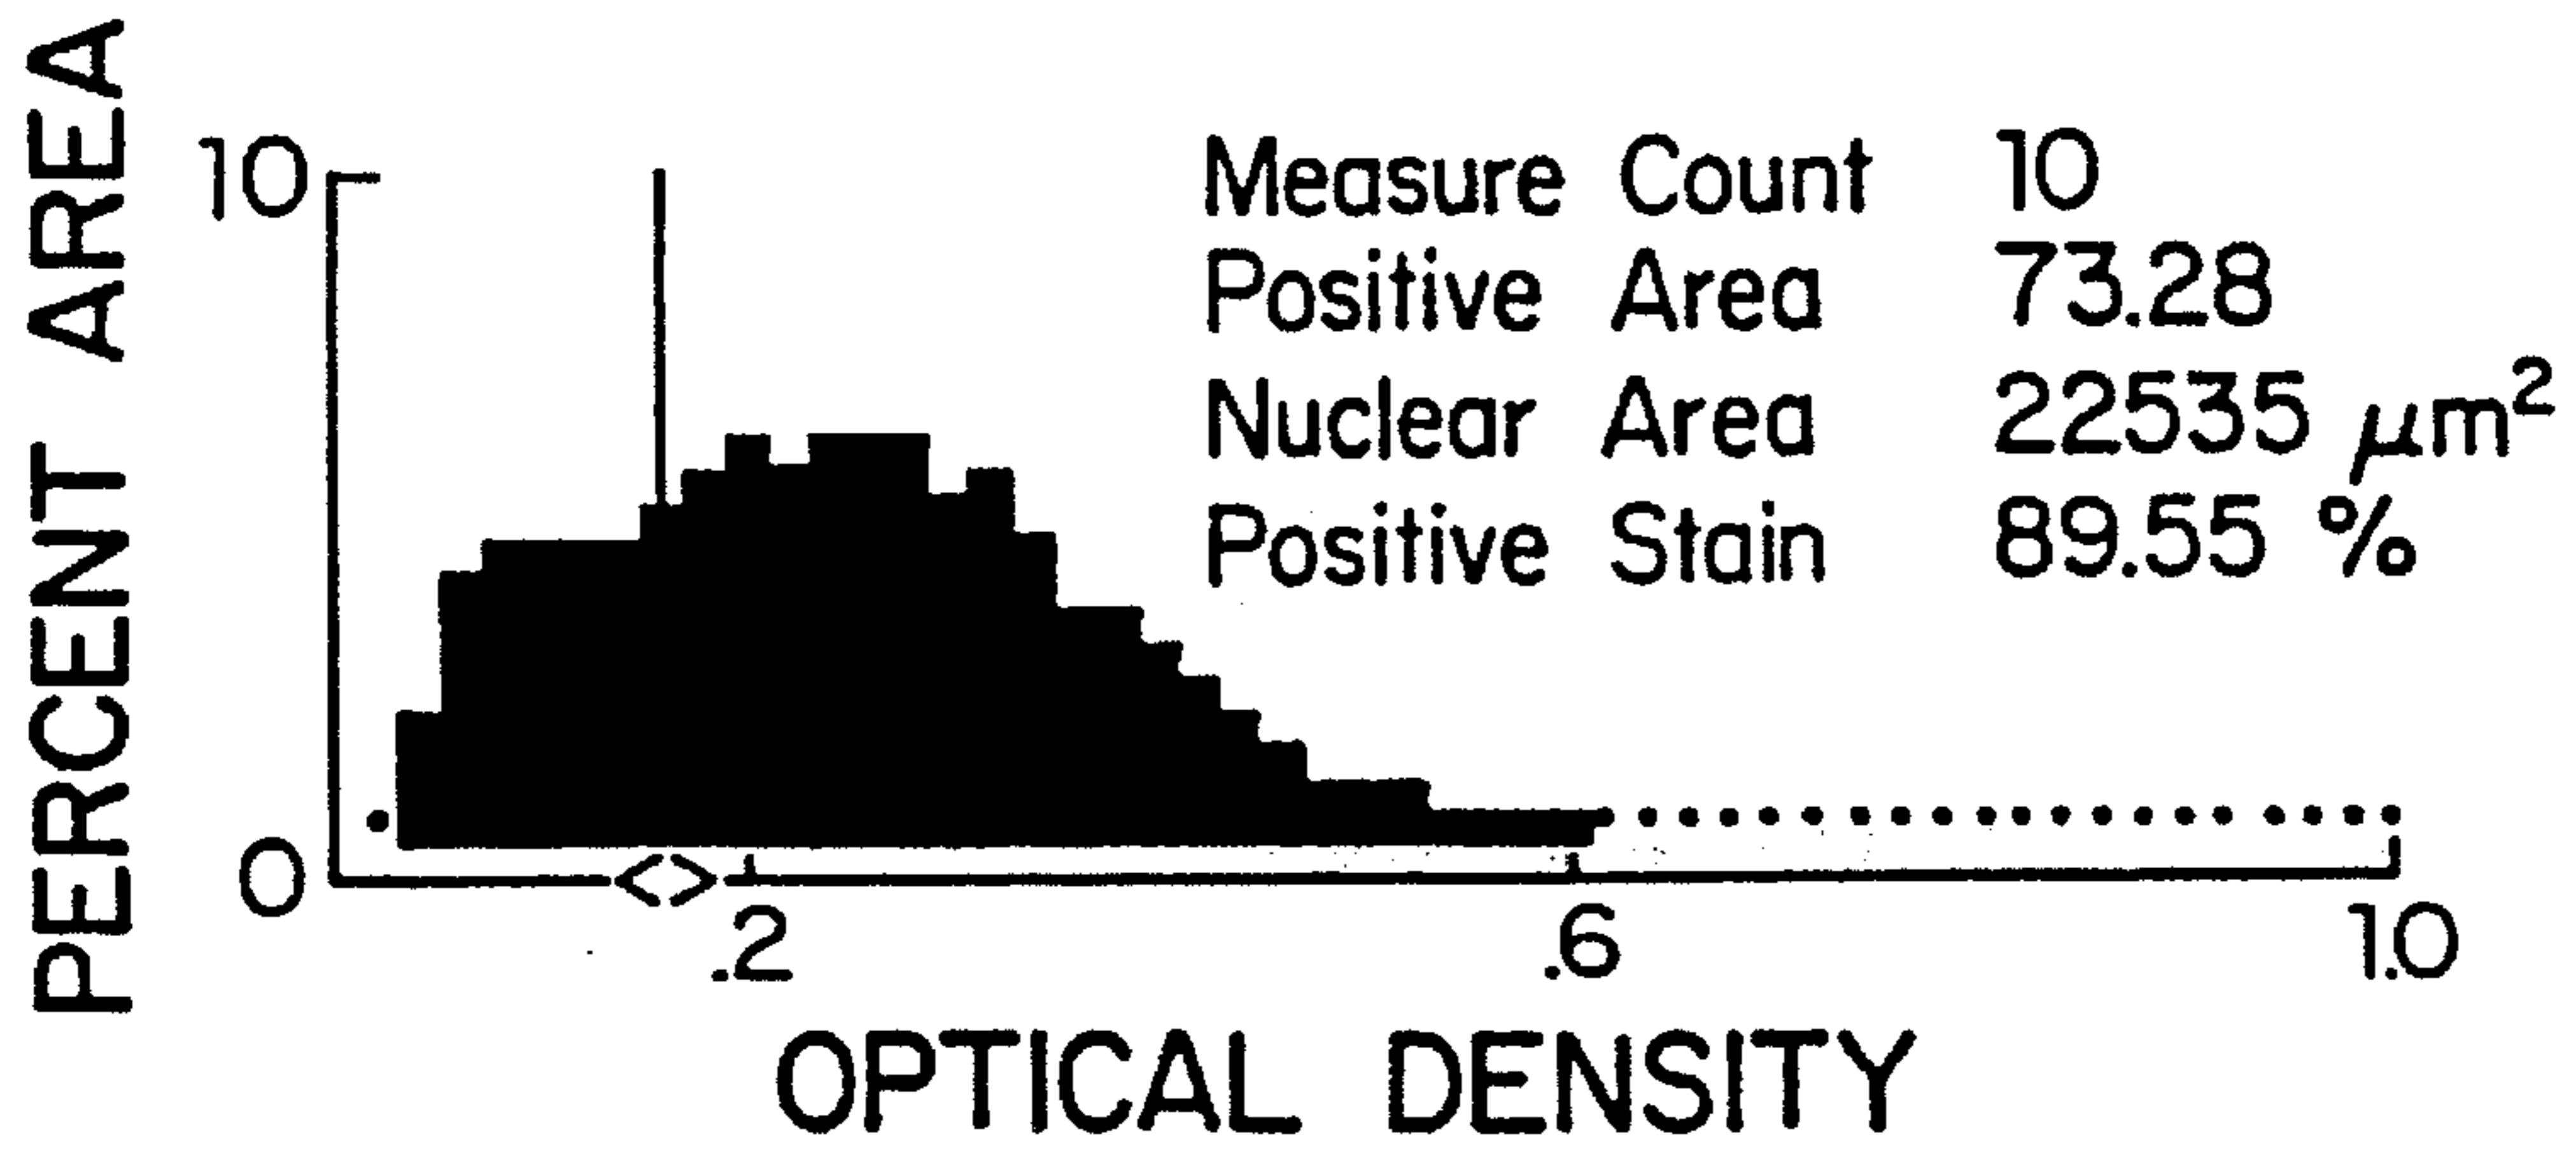 PERCENT AREA
10
0
Measure Count 10
Positive Area 73.28
Nuclear Area 22535 μm²
Positive Stain 89.55 %
<>
.2 .6 1.0
OPTICAL DENSITY